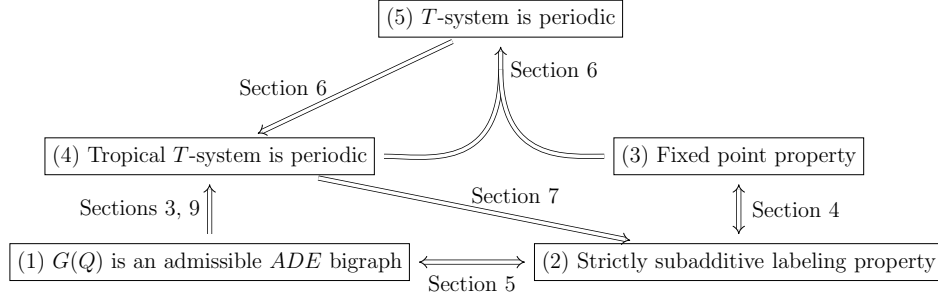 (5) T-system is periodic
Section 6
Section 6
(4) Tropical T-system is periodic
(3) Fixed point property
Sections 3, 9
Section 7
Section 4
(1) G(Q) is an admissible ADE bigraph
(2) Strictly subadditive labeling property
Section 5